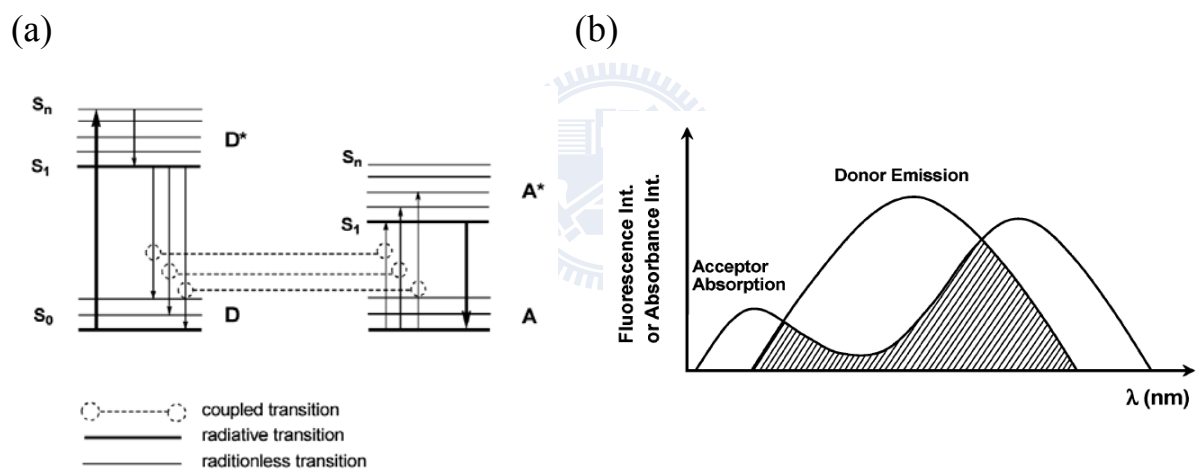 (a)
Sₙ
D*
S₁
S₀
D
Sₙ
A*
S₁
A
coupled transition
radiative transition
raditionless transition
(b)
Fluorescence Int.
or Absorbance Int.
Donor Emission
Acceptor
Absorption
λ (nm)